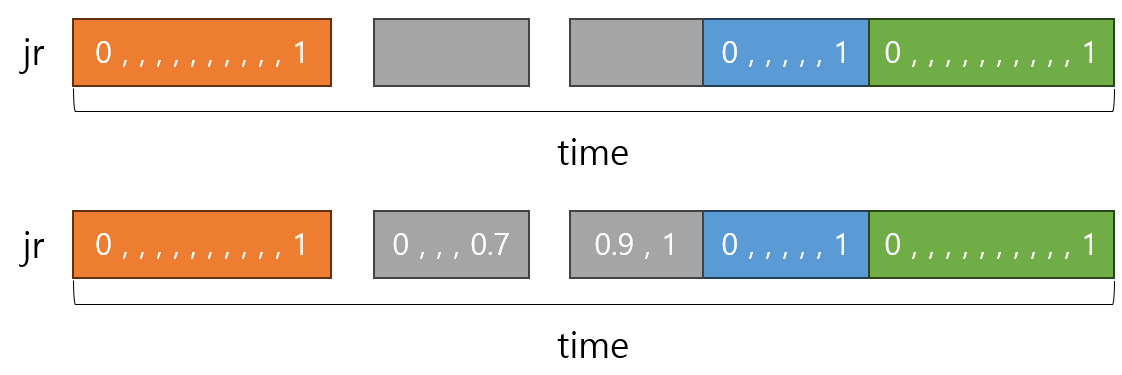 jr 0 , , , , , , , , , , 1 0 , , , , , 1 0 , , , , , , , , , , 1
time
jr 0 , , , , , , , , , , 1 0 , , , 0.7 0.9 , 1 0 , , , , , 1 0 , , , , , , , , , , 1
time